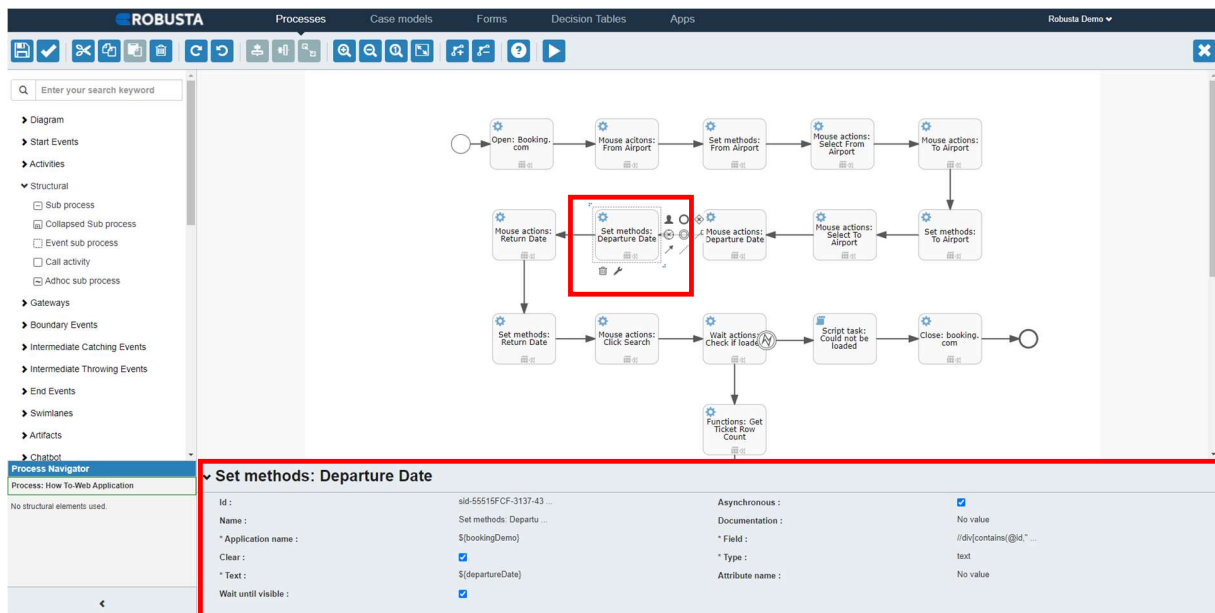 ROBUSTA
Processes
Case models
Forms
Decision Tables
Apps
Robusta Demo
Enter your search keyword
Diagram
Start Events
Activities
Structural
Sub process
Collapsed Sub process
Event sub process
Call activity
Adhoc sub process
Gateways
Boundary Events
Intermediate Catching Events
Intermediate Throwing Events
End Events
Swimlanes
Artifacts
Chatbot
Open: Booking.
com
Mouse acitons:
From Airport
Set methods:
From Airport
Mouse actions:
Select From
Airport
Mouse actions:
To Airport
Mouse actions:
Return Date
Set methods:
Departure Date
Mouse actions:
Departure Date
Mouse actions:
Select To
Airport
Set methods:
To Airport
Set methods:
Return Date
Mouse actions:
Click Search
Wait actions:
Check if loade
Script task:
Could not be
loaded
Close: booking.
com
Functions: Get
Ticket Row
Count
Process Navigator
Process: How To-Web Application
No structural elements used.
Set methods: Departure Date
Id : sid-55515FCF-3137-43 ...
Asynchronous :
Name : Set methods: Departu ...
Documentation : No value
* Application name : ${bookingDemo}
* Field : //div[contains(@id," ...
Clear :
* Type : text
* Text : ${departureDate}
Attribute name : No value
Wait until visible :